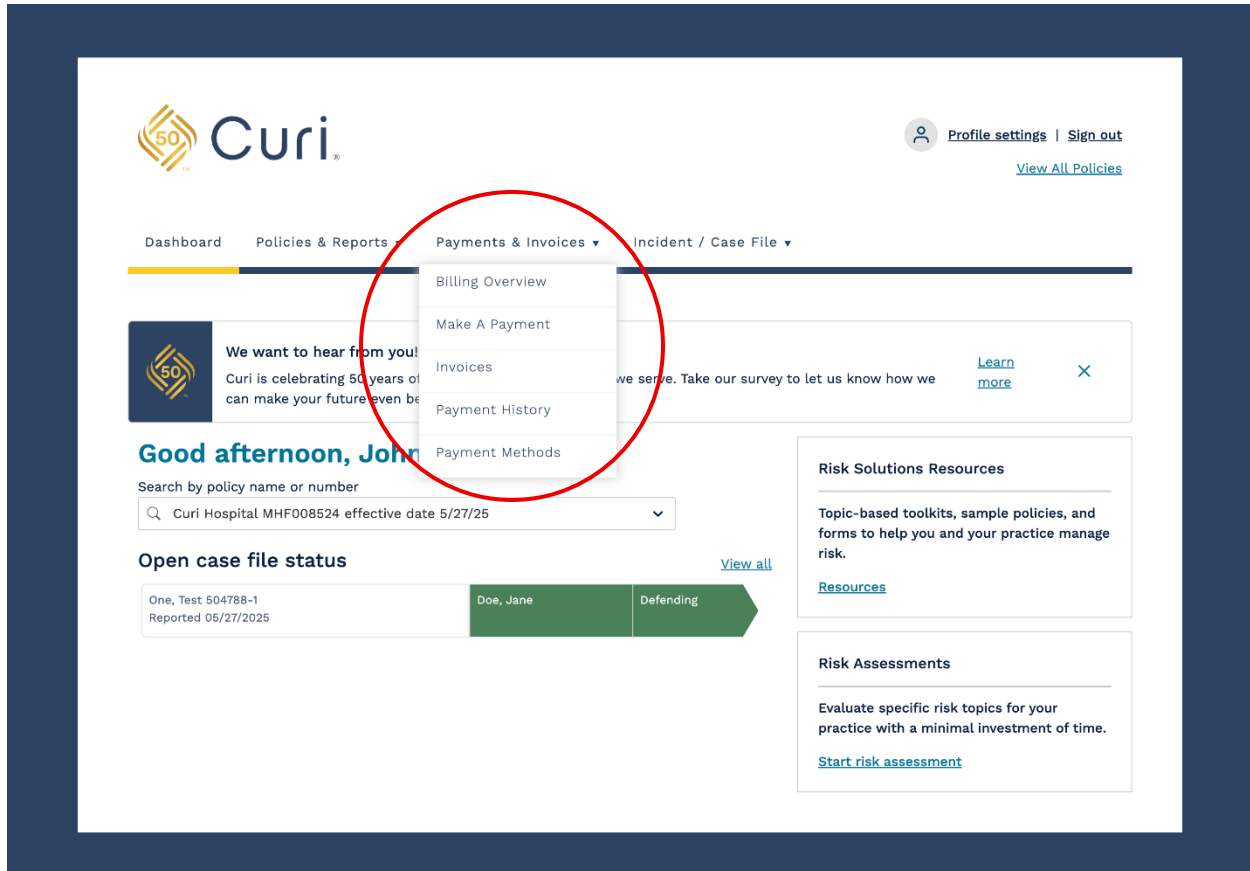 50
Curi®
TM
Profile settings | Sign out
View All Policies
Dashboard Policies & Reports ▾ Payments & Invoices ▾ Incident / Case File ▾
Billing Overview
Make A Payment
Invoices
Payment History
Payment Methods
50
We want to hear from you!
Curi is celebrating 50 years of we serve. Take our survey to let us know how we
can make your future even be
Learn
more
Good afternoon, John
Search by policy name or number
Curi Hospital MHF008524 effective date 5/27/25
Open case file status
View all
One, Test 504788-1
Reported 05/27/2025
Doe, Jane
Defending
Risk Solutions Resources
Topic-based toolkits, sample policies, and
forms to help you and your practice manage
risk.
Resources
Risk Assessments
Evaluate specific risk topics for your
practice with a minimal investment of time.
Start risk assessment